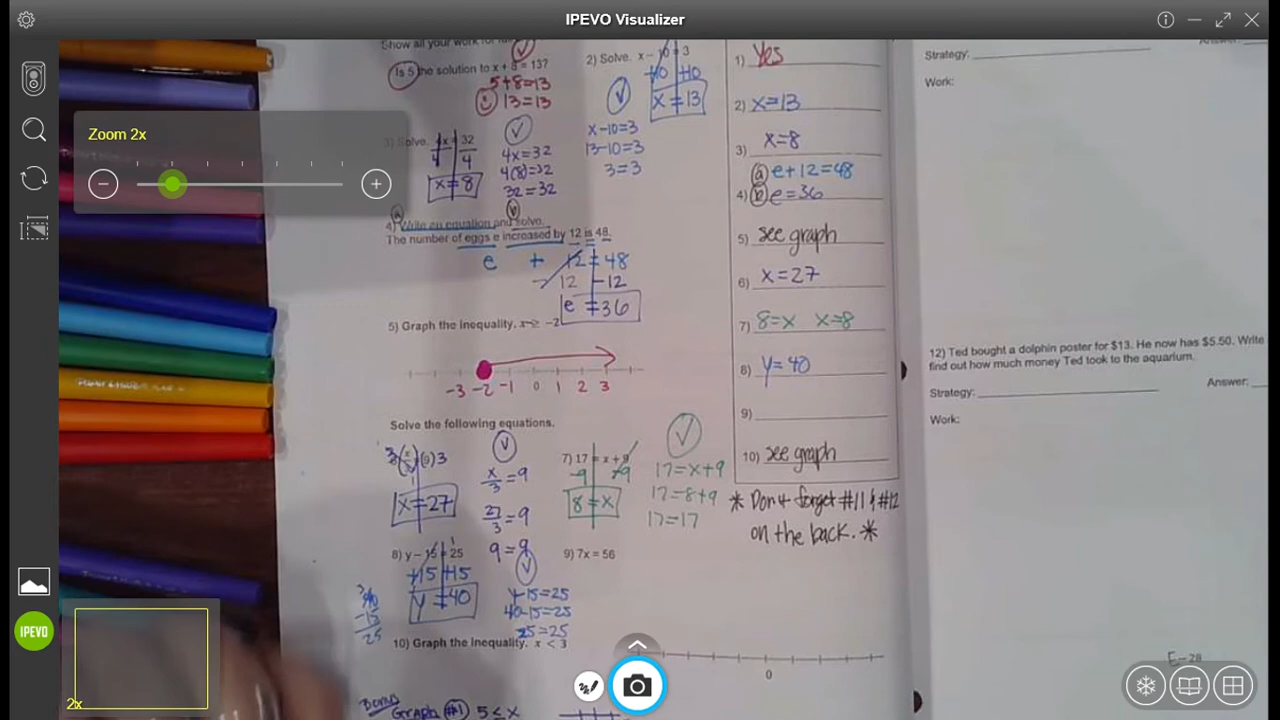 IPEVO Visualizer
Zoom 2x
Show all your work for
Is 5 the solution to x + 8 = 13?
5+8=13
13=13
2) Solve. x – 10 = 3
+10 +10
x = 13
x-10=3
13-10=3
3=3
3) Solve. 4x = 32
4 4
x = 8
4x=32
4(8)=32
32=32
a b
4) Write an equation and solve.
The number of eggs e increased by 12 is 48.
e + 12 = 48
-12 -12
e = 36
5) Graph the inequality. x ≥ –2
-3 -2 -1 0 1 2 3
Solve the following equations.
x=27
x/3=9
27/3=9
9=9
7) 17 = x + 9
-9 -9
8 = x
17=x+9
17=8+9
17=17
8) y – 15 = 25
+15 +15
y = 40
40
-15
25
y-15=25
40-15=25
25=25
9) 7x = 56
10) Graph the inequality. x < 3
0
Bonus
Graph #1 5 ≤ x
1) Yes
2) x=13
3) x=8
a e+12=48
4) b e=36
5) see graph
6) x=27
7) 8=x x=8
8) y=40
9)
10) see graph
* Don't forget #11 & #12
on the back. *
Strategy:
Work:
12) Ted bought a dolphin poster for $13. He now has $5.50. Write
find out how much money Ted took to the aquarium.
Strategy: Answer:
Work:
E-28
IPEVO
2x